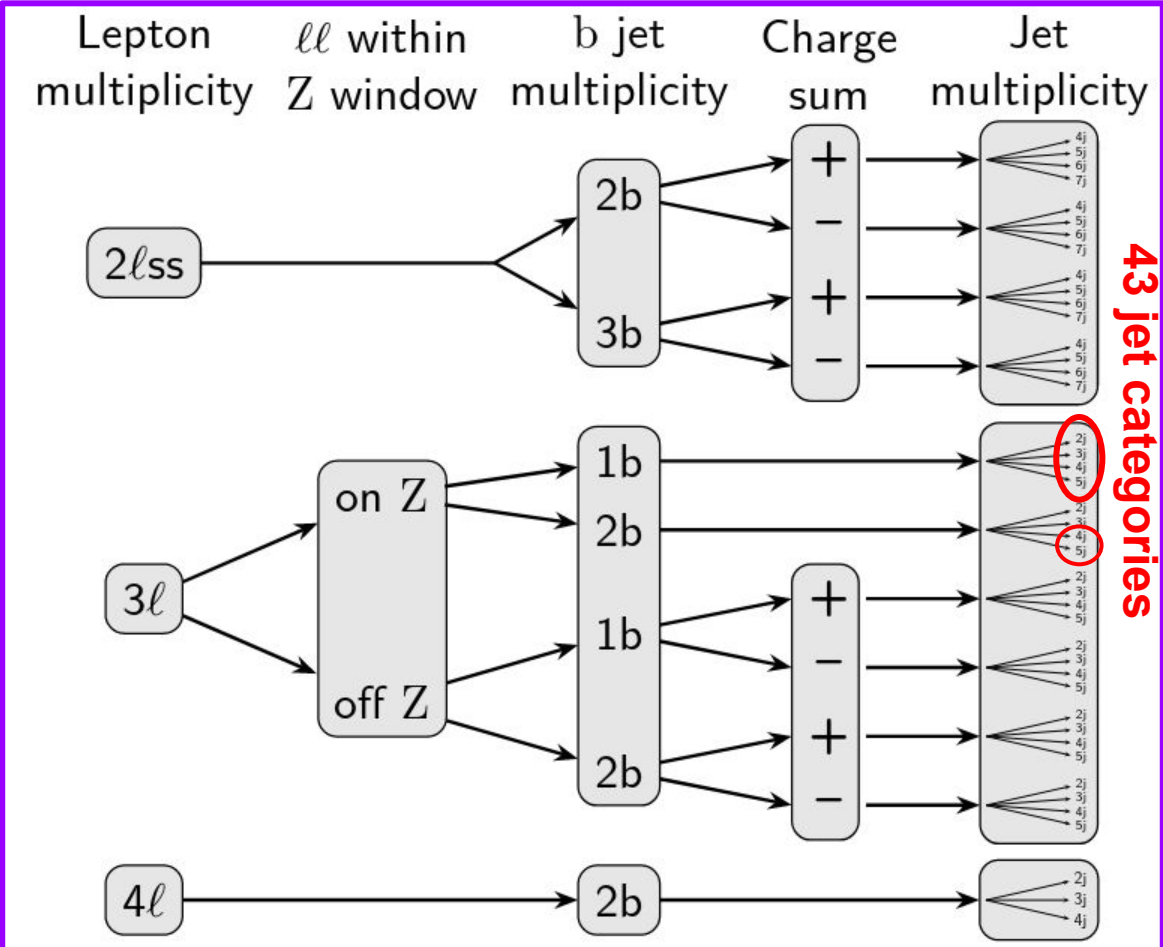 Lepton multiplicity
ℓℓ within Z window
b jet multiplicity
Charge sum
Jet multiplicity
2ℓss
2b
3b
+
−
+
−
4j
5j
6j
7j
4j
5j
6j
7j
4j
5j
6j
7j
4j
5j
6j
7j
43 jet categories
3ℓ
on Z
off Z
1b
2b
1b
2b
+
−
+
−
2j
3j
4j
5j
2j
3j
4j
5j
2j
3j
4j
5j
2j
3j
4j
5j
2j
3j
4j
5j
2j
3j
4j
5j
4ℓ
2b
2j
3j
4j